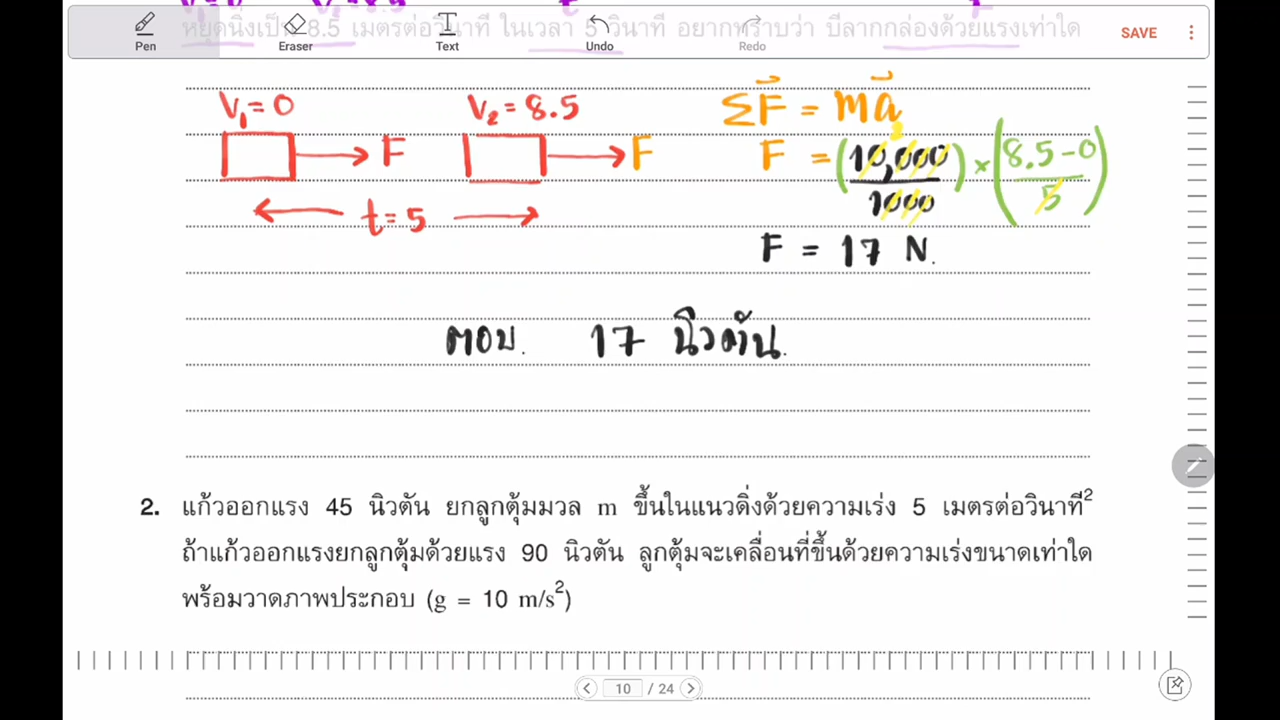 หยุดนิ่งเป็น 8.5 เมตรต่อวินาที ในเวลา 5 วินาที อยากทราบว่า บีลากกล่องด้วยแรงเท่าใด
Pen Eraser Text Undo Redo SAVE
V₁ = 0 V₂ = 8.5 ΣF⃗ = ma⃗
F F F = (10,000/1000) × (8.5-0/5)
t = 5
F = 17 N.
ตอบ. 17 นิวตัน.
2. แก้วออกแรง 45 นิวตัน ยกลูกตุ้มมวล m ขึ้นในแนวดิ่งด้วยความเร่ง 5 เมตรต่อวินาที²
ถ้าแก้วออกแรงยกลูกตุ้มด้วยแรง 90 นิวตัน ลูกตุ้มจะเคลื่อนที่ขึ้นด้วยความเร่งขนาดเท่าใด
พร้อมวาดภาพประกอบ (g = 10 m/s²)
10 / 24